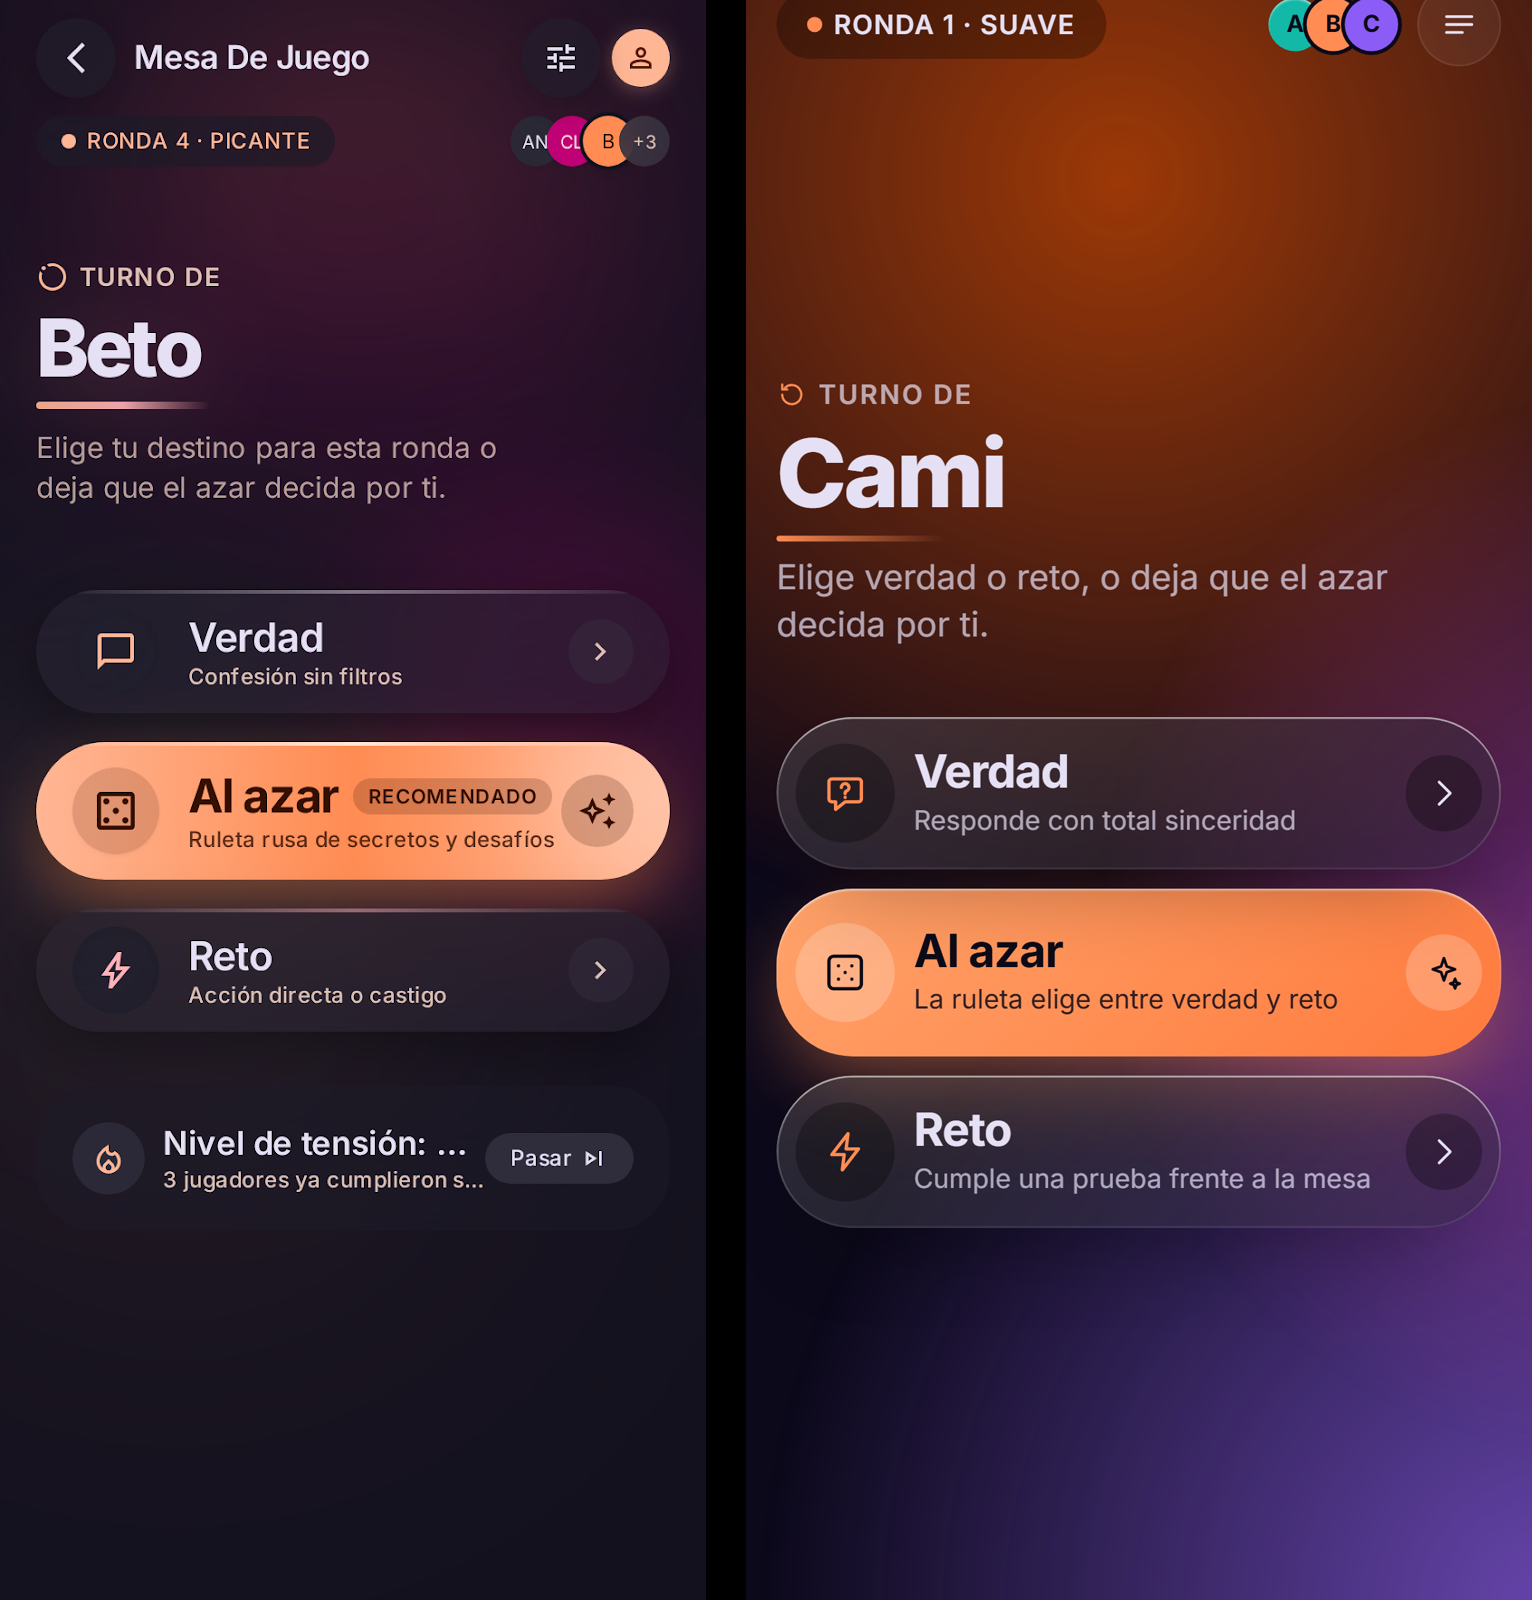 Mesa De Juego
RONDA 4 · PICANTE
AN CL B +3
TURNO DE
Beto
Elige tu destino para esta ronda o
deja que el azar decida por ti.
Verdad
Confesión sin filtros
Al azar RECOMENDADO
Ruleta rusa de secretos y desafíos
Reto
Acción directa o castigo
Nivel de tensión: ...
3 jugadores ya cumplieron s...
Pasar
RONDA 1 · SUAVE
A B C
TURNO DE
Cami
Elige verdad o reto, o deja que el azar
decida por ti.
Verdad
Responde con total sinceridad
Al azar
La ruleta elige entre verdad y reto
Reto
Cumple una prueba frente a la mesa